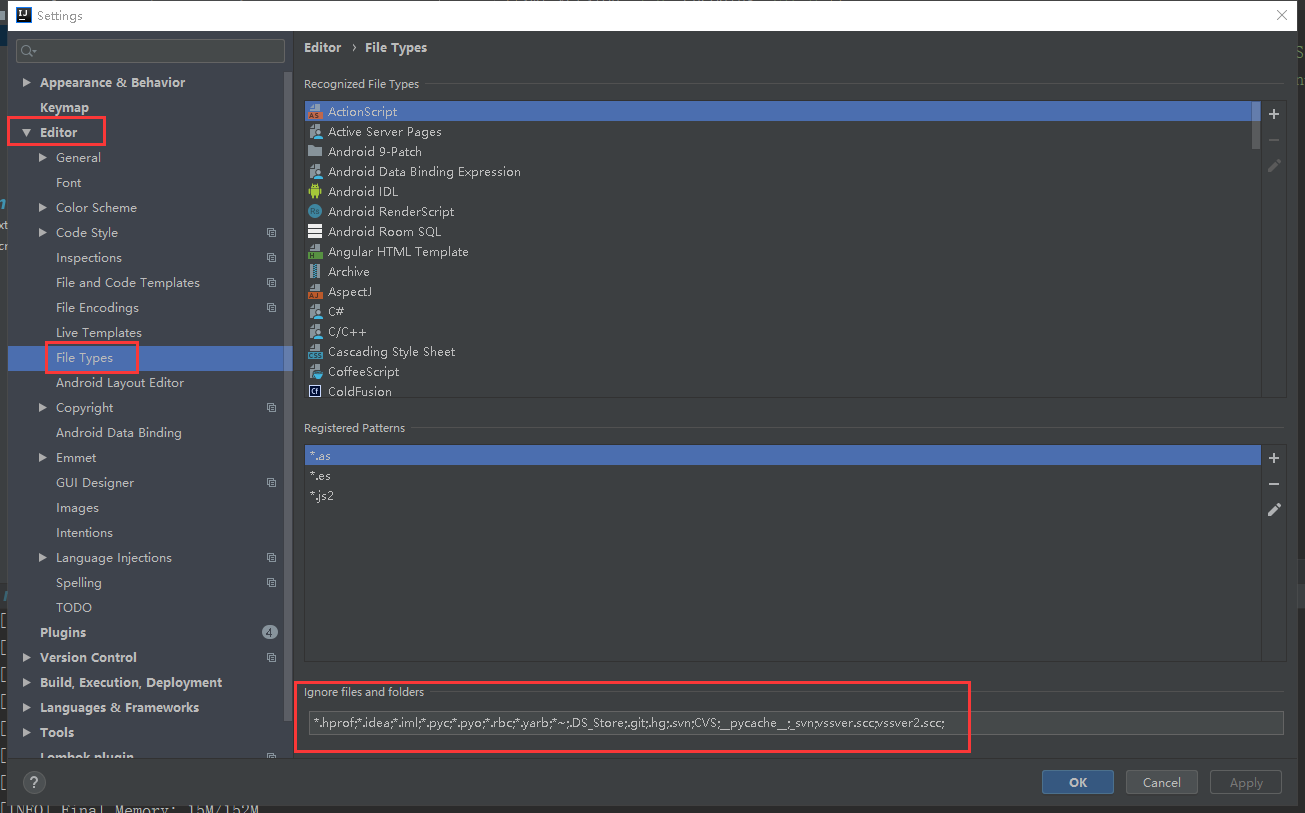 IJ Settings
Editor › File Types
Appearance & Behavior
Keymap
Editor
General
Font
Color Scheme
Code Style
Inspections
File and Code Templates
File Encodings
Live Templates
File Types
Android Layout Editor
Copyright
Android Data Binding
Emmet
GUI Designer
Images
Intentions
Language Injections
Spelling
TODO
Plugins 4
Version Control
Build, Execution, Deployment
Languages & Frameworks
Tools
Lombok plugin
Recognized File Types
ActionScript
Active Server Pages
Android 9-Patch
Android Data Binding Expression
Android IDL
Android RenderScript
Android Room SQL
Angular HTML Template
Archive
AspectJ
C#
C/C++
Cascading Style Sheet
CoffeeScript
ColdFusion
Registered Patterns
*.as
*.es
*.js2
Ignore files and folders
*.hprof;*.idea;*.iml;*.pyc;*.pyo;*.rbc;*.yarb;*~;.DS_Store;.git;.hg;.svn;CVS;__pycache__;_svn;vssver.scc;vssver2.scc;
?
OK
Cancel
Apply
[INFO] Final Memory: 15M/152M